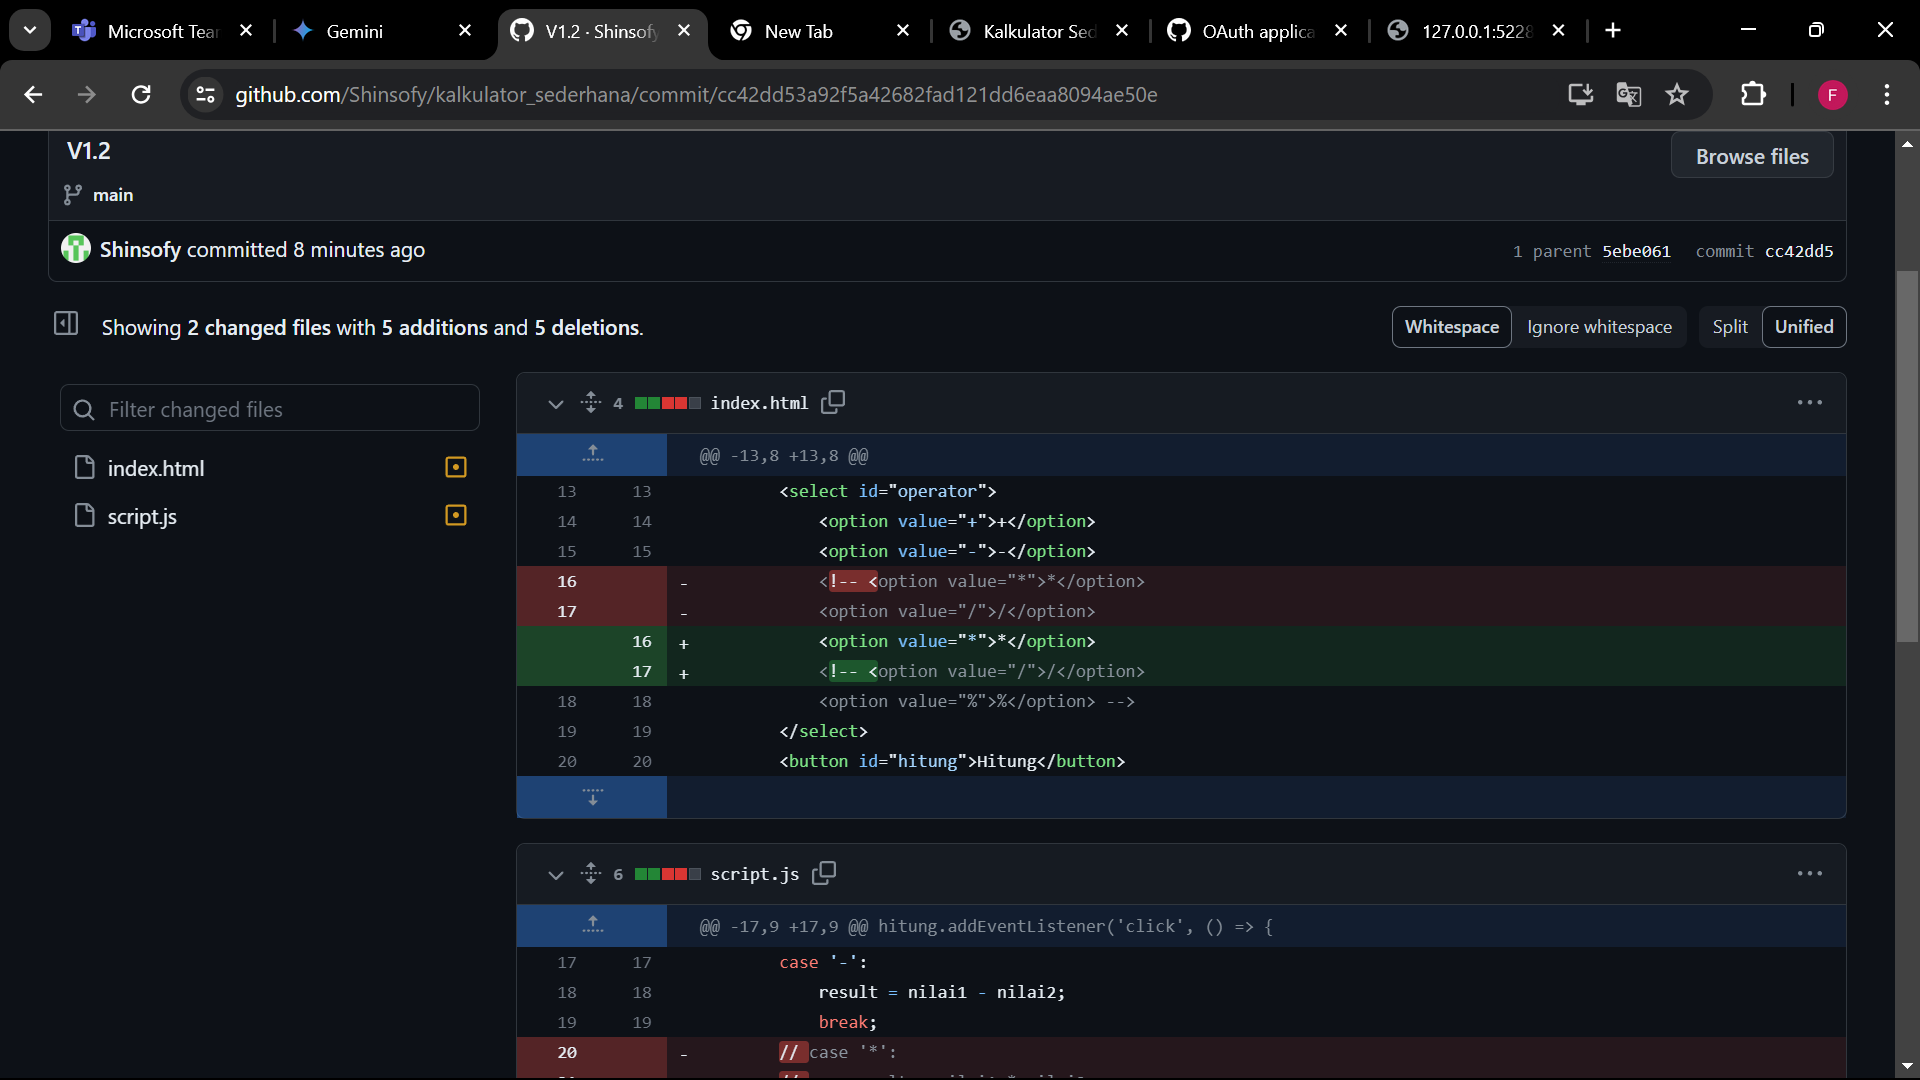 Microsoft Tear
Gemini
V1.2 · Shinsofy
New Tab
Kalkulator Sed
OAuth applica
127.0.0.1:5228
github.com/Shinsofy/kalkulator_sederhana/commit/cc42dd53a92f5a42682fad121dd6eaa8094ae50e
F
V1.2
Browse files
main
Shinsofy committed 8 minutes ago
1 parent 5ebe061 commit cc42dd5
Showing 2 changed files with 5 additions and 5 deletions.
Whitespace Ignore whitespace Split Unified
Filter changed files
index.html
script.js
4 index.html
@@ -13,8 +13,8 @@
13 13 <select id="operator">
14 14 <option value="+">+</option>
15 15 <option value="-">-</option>
16 - <!-- <option value="*">*</option>
17 - <option value="/">/</option>
16 + <option value="*">*</option>
17 + <!-- <option value="/">/</option>
18 18 <option value="%">%</option> -->
19 19 </select>
20 20 <button id="hitung">Hitung</button>
6 script.js
@@ -17,9 +17,9 @@ hitung.addEventListener('click', () => {
17 17 case '-':
18 18 result = nilai1 - nilai2;
19 19 break;
20 - // case '*':